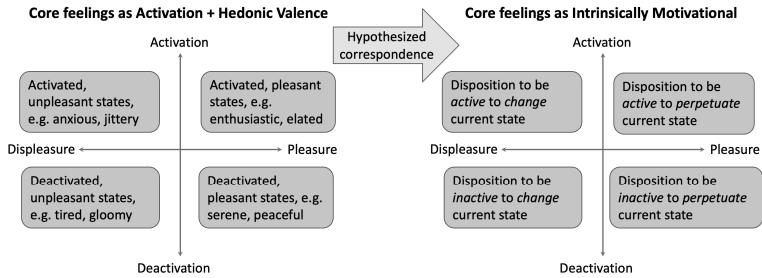 Core feelings as Activation + Hedonic Valence
Activation
Activated,
unpleasant states,
e.g. anxious, jittery
Activated, pleasant
states, e.g.
enthusiastic, elated
Displeasure
Pleasure
Deactivated,
unpleasant states,
e.g. tired, gloomy
Deactivated,
pleasant states, e.g.
serene, peaceful
Deactivation
Hypothesized
correspondence
Core feelings as Intrinsically Motivational
Activation
Disposition to be
active to change
current state
Disposition to be
active to perpetuate
current state
Displeasure
Pleasure
Disposition to be
inactive to change
current state
Disposition to be
inactive to perpetuate
current state
Deactivation